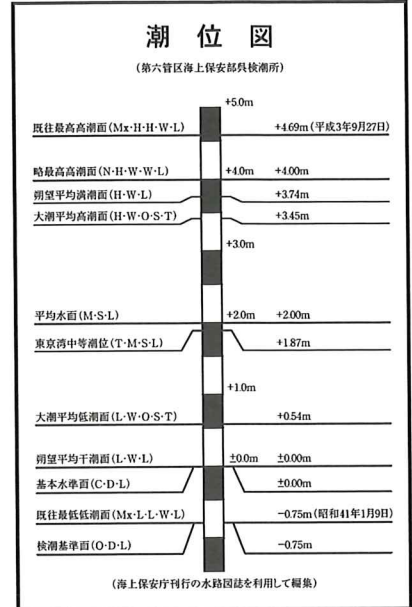 潮位図
(第六管区海上保安部呉検潮所)
+5.0m
既往最高高潮面(Mx·H·H·W·L) +4.69m(平成3年9月27日)
略最高高潮面(N·H·W·W·L) +4.0m +4.00m
朔望平均満潮面(H·W·L) +3.74m
大潮平均高潮面(H·W·O·S·T) +3.45m
+3.0m
平均水面(M·S·L) +2.0m +2.00m
東京湾中等潮位(T·M·S·L) +1.87m
+1.0m
大潮平均低潮面(L·W·O·S·T) +0.54m
朔望平均干潮面(L·W·L) ±0.0m ±0.00m
基本水準面(C·D·L) ±0.00m
既往最低低潮面(Mx·L·L·W·L) -0.75m(昭和41年1月9日)
検潮基準面(O·D·L) -0.75m
(海上保安庁刊行の水路図誌を利用して編集)